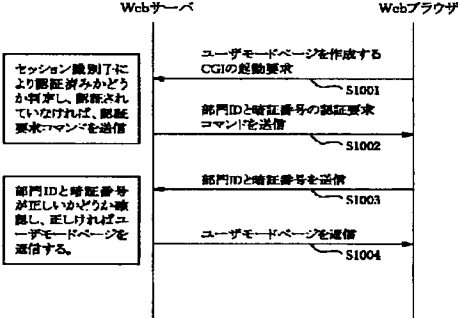 Webサーバ
Webブラウザ
ユーザモードページを作成する
CGIの起動要求
S1001
セッション識別子に
より認証済みかどう
か判定し、認証され
ていなければ、認証
要求コマンドを送信
部門IDと暗証番号の認証要求
コマンドを送信
S1002
部門IDと暗証番号を送信
S1003
部門IDと暗証番号
が正しいかどうか確
認し、正しければユ
ーザモードページを
返信する。
ユーザモードページを返信
S1004